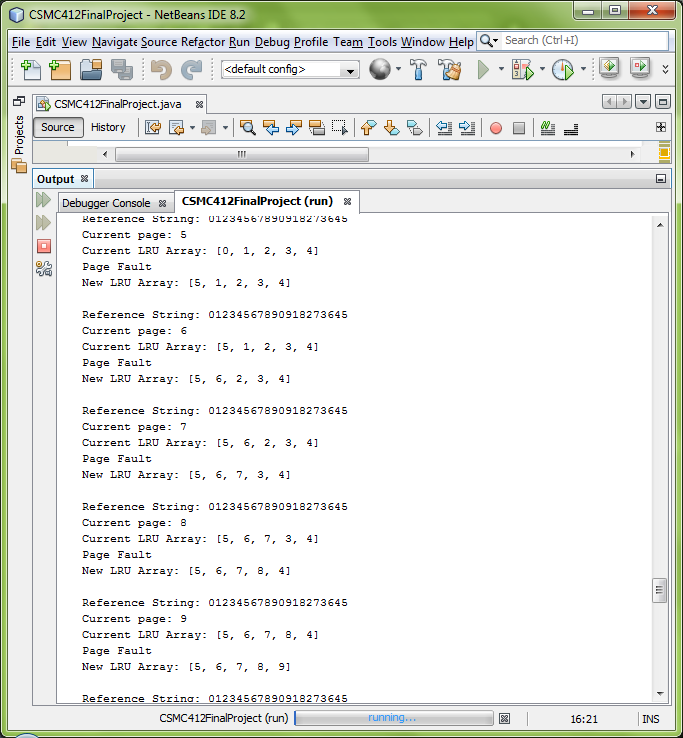 CSMC412FinalProject - NetBeans IDE 8.2
File Edit View Navigate Source Refactor Run Debug Profile Team Tools Window Help Search (Ctrl+I)
<default config>
CSMC412FinalProject.java
Projects
Source History
Output
Debugger Console CSMC412FinalProject (run)
Reference String: 01234567890918273645
Current page: 5
Current LRU Array: [0, 1, 2, 3, 4]
Page Fault
New LRU Array: [5, 1, 2, 3, 4]
Reference String: 01234567890918273645
Current page: 6
Current LRU Array: [5, 1, 2, 3, 4]
Page Fault
New LRU Array: [5, 6, 2, 3, 4]
Reference String: 01234567890918273645
Current page: 7
Current LRU Array: [5, 6, 2, 3, 4]
Page Fault
New LRU Array: [5, 6, 7, 3, 4]
Reference String: 01234567890918273645
Current page: 8
Current LRU Array: [5, 6, 7, 3, 4]
Page Fault
New LRU Array: [5, 6, 7, 8, 4]
Reference String: 01234567890918273645
Current page: 9
Current LRU Array: [5, 6, 7, 8, 4]
Page Fault
New LRU Array: [5, 6, 7, 8, 9]
Reference String: 01234567890918273645
CSMC412FinalProject (run) running... 16:21 INS